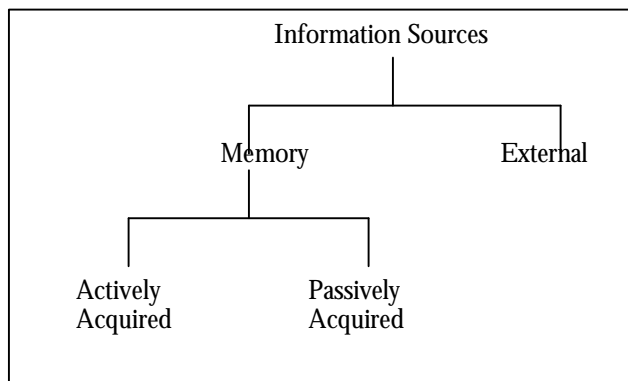 Information Sources
Memory
External
Actively
Acquired
Passively
Acquired